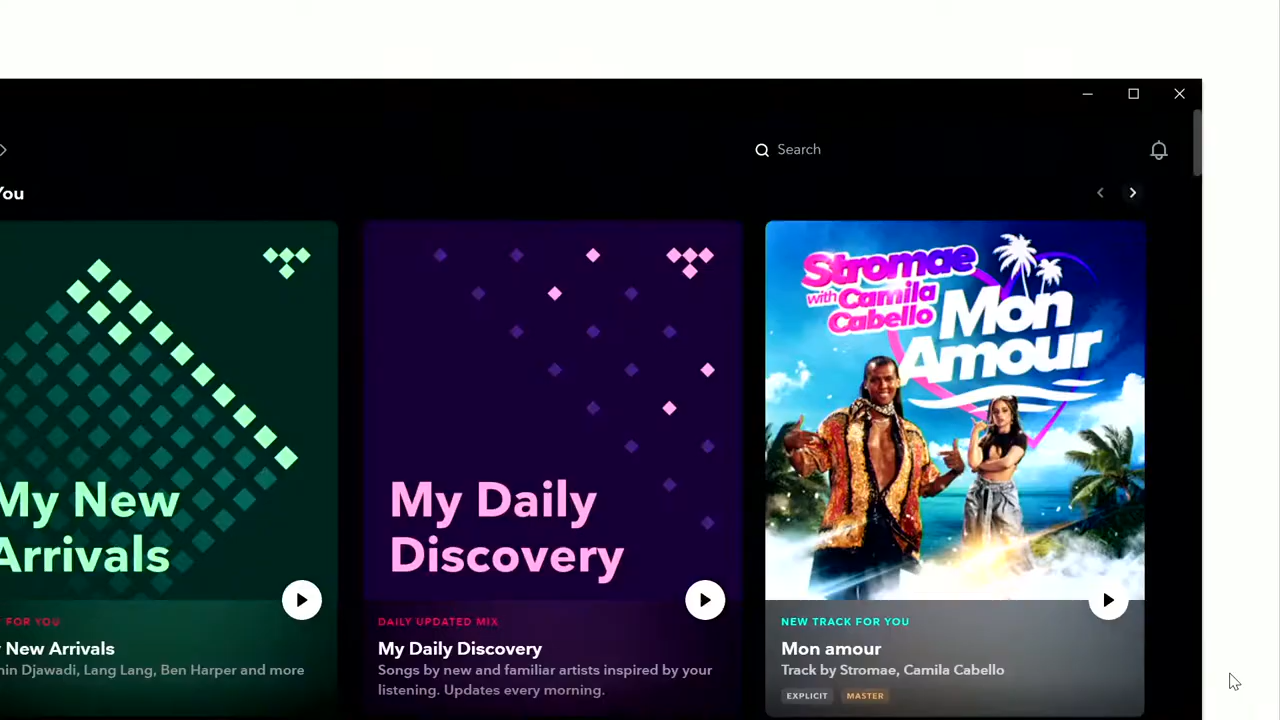 Search
You
My New
Arrivals
FOR YOU
New Arrivals
Djawadi, Lang Lang, Ben Harper and more
My Daily
Discovery
DAILY UPDATED MIX
My Daily Discovery
Songs by new and familiar artists inspired by your
listening. Updates every morning.
Stromae
with Camila
Cabello
Mon
Amour
NEW TRACK FOR YOU
Mon amour
Track by Stromae, Camila Cabello
EXPLICIT MASTER